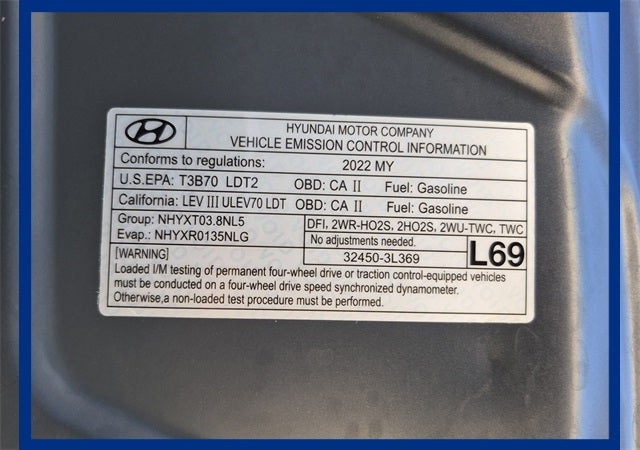 HYUNDAI MOTOR COMPANY
VEHICLE EMISSION CONTROL INFORMATION
Conforms to regulations: 2022 MY
U.S.EPA: T3B70 LDT2 OBD: CA II Fuel: Gasoline
California: LEV III ULEV70 LDT OBD: CA II Fuel: Gasoline
Group: NHYXT03.8NL5 DFI, 2WR-HO2S, 2HO2S, 2WU-TWC, TWC
Evap.: NHYXR0135NLG No adjustments needed. L69
[WARNING] 32450-3L369
Loaded I/M testing of permanent four-wheel drive or traction control-equipped vehicles
must be conducted on a four-wheel drive speed synchronized dynamometer.
Otherwise,a non-loaded test procedure must be performed.